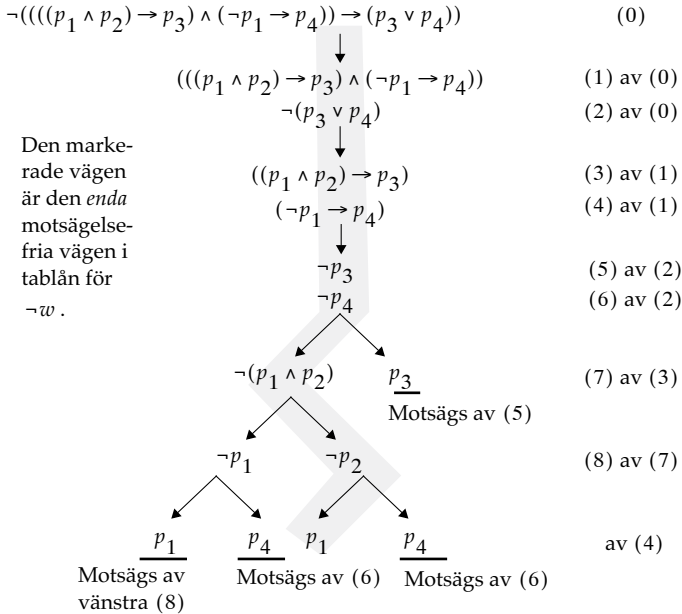 ¬((((p₁ ∧ p₂) → p₃) ∧ (¬p₁ → p₄)) → (p₃ ∨ p₄)) (0)
(((p₁ ∧ p₂) → p₃) ∧ (¬p₁ → p₄)) (1) av (0)
¬(p₃ ∨ p₄) (2) av (0)
Den marke-
rade vägen
är den enda
motsägelse-
fria vägen i
tablån för
¬w .
((p₁ ∧ p₂) → p₃) (3) av (1)
(¬p₁ → p₄) (4) av (1)
¬p₃ (5) av (2)
¬p₄ (6) av (2)
¬(p₁ ∧ p₂) p₃ (7) av (3)
Motsägs av (5)
¬p₁ ¬p₂ (8) av (7)
p₁ p₄ p₁ p₄ av (4)
Motsägs av
vänstra (8)
Motsägs av (6)
Motsägs av (6)